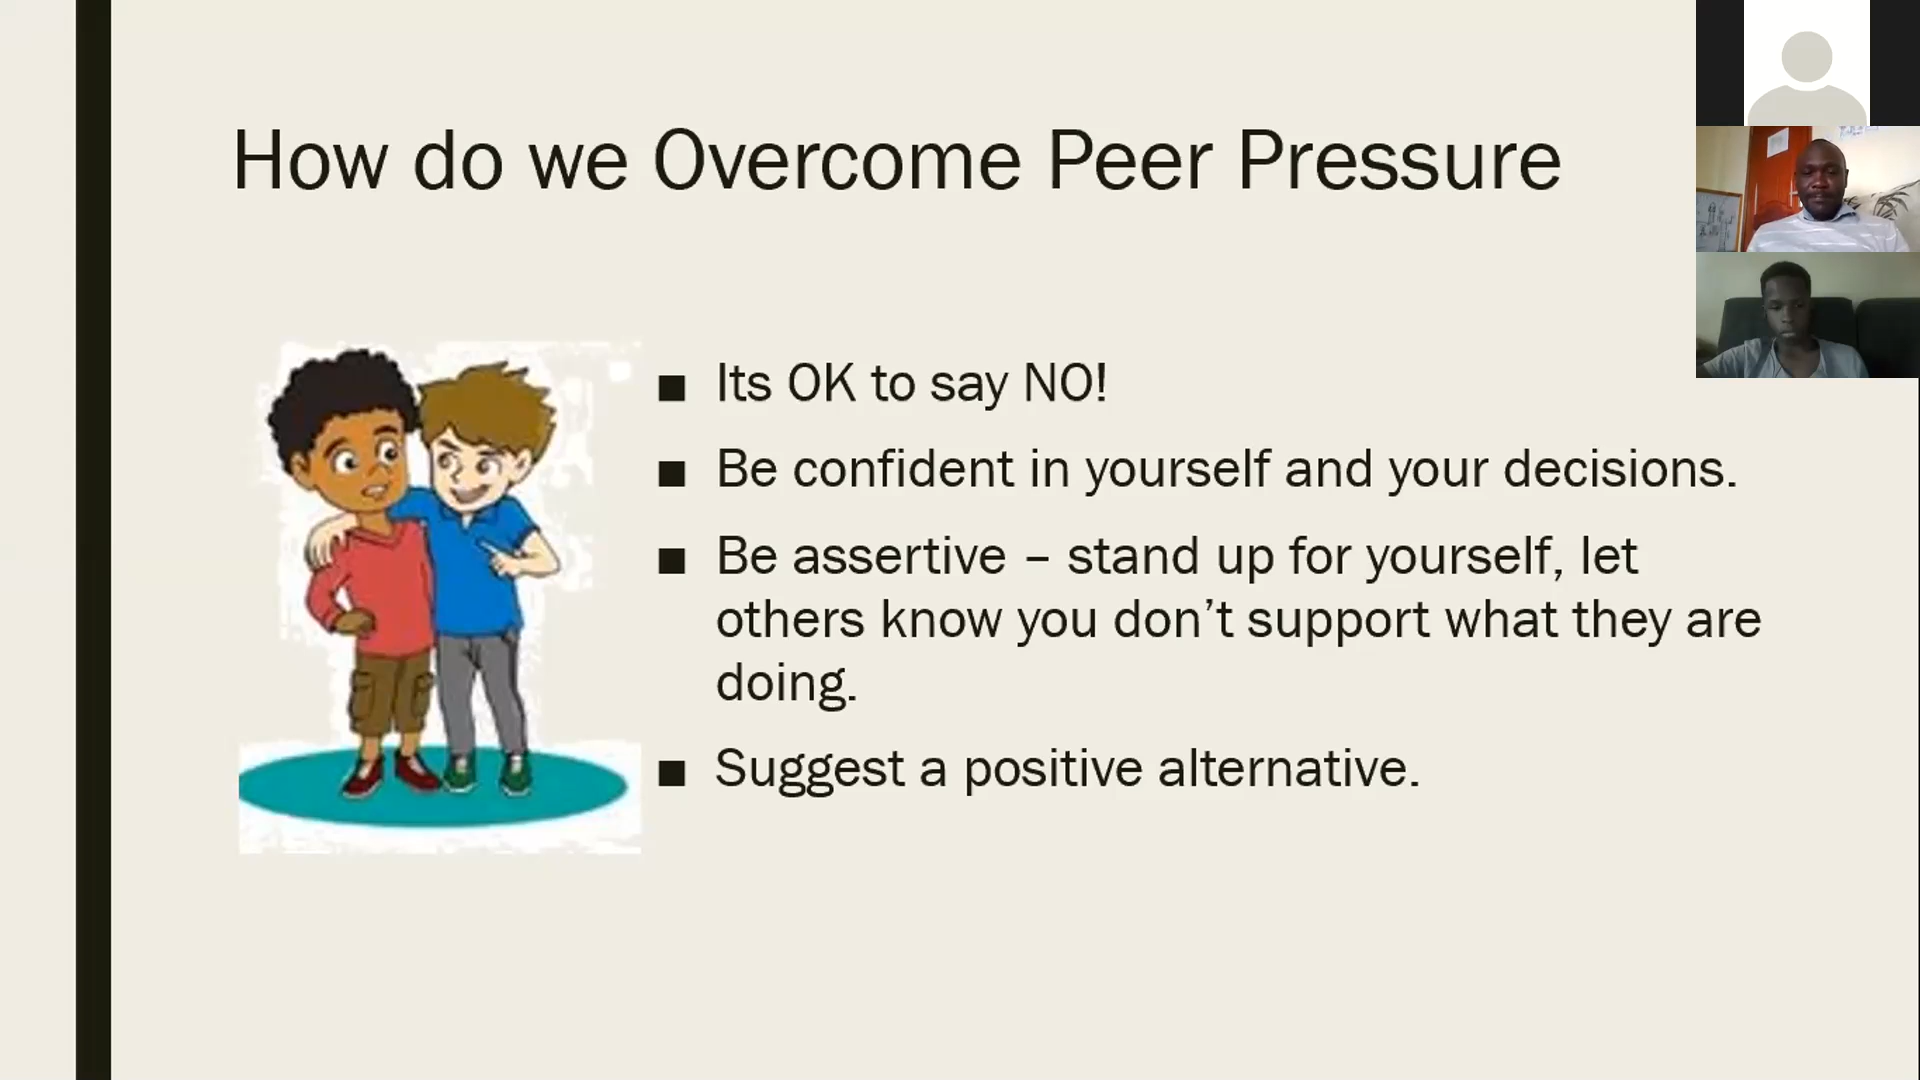 How do we Overcome Peer Pressure
■ Its OK to say NO!
■ Be confident in yourself and your decisions.
■ Be assertive – stand up for yourself, let
others know you don’t support what they are
doing.
■ Suggest a positive alternative.